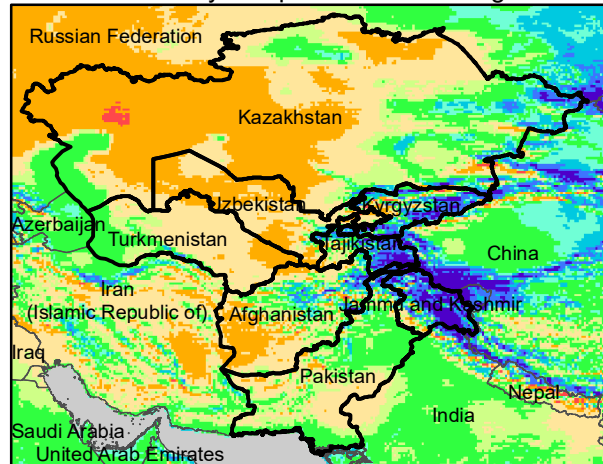 Russian Federation
Kazakhstan
Uzbekistan
Kyrgyzstan
Azerbaijan
Turkmenistan
Tajikistan
China
Iran
(Islamic Republic of)
Afghanistan
Jammu and Kashmir
Iraq
Pakistan
Nepal
India
Saudi Arabia
United Arab Emirates